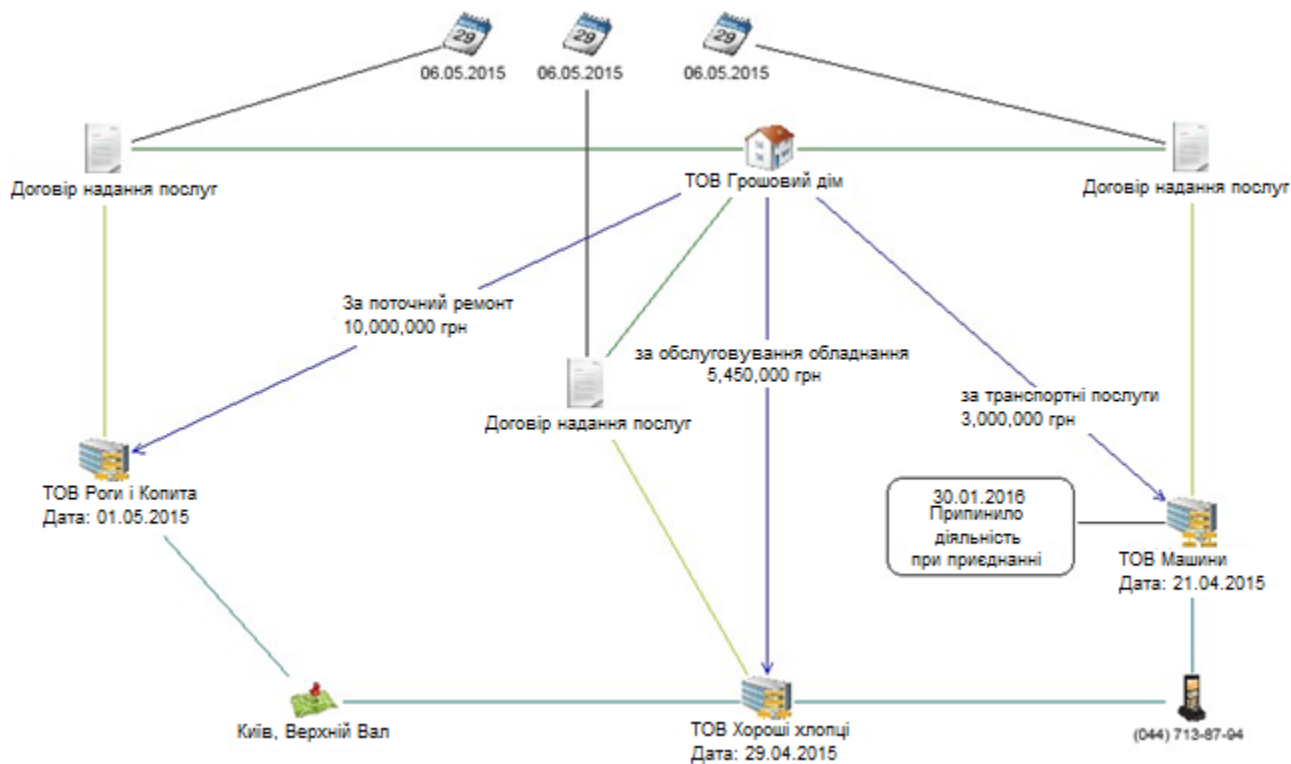 06.05.2015
06.05.2015
06.05.2015
Договір надання послуг
ТОВ Грошовий дім
Договір надання послуг
За поточний ремонт
10,000,000 грн
за обслуговування обладнання
5,450,000 грн
за транспортні послуги
3,000,000 грн
Договір надання послуг
ТОВ Роги і Копита
Дата: 01.05.2015
30.01.2016
Припинило
діяльність
при приєднанні
ТОВ Машини
Дата: 21.04.2015
Київ, Верхній Вал
ТОВ Хороші хлопці
Дата: 29.04.2015
(044) 713-87-94
29
29
29